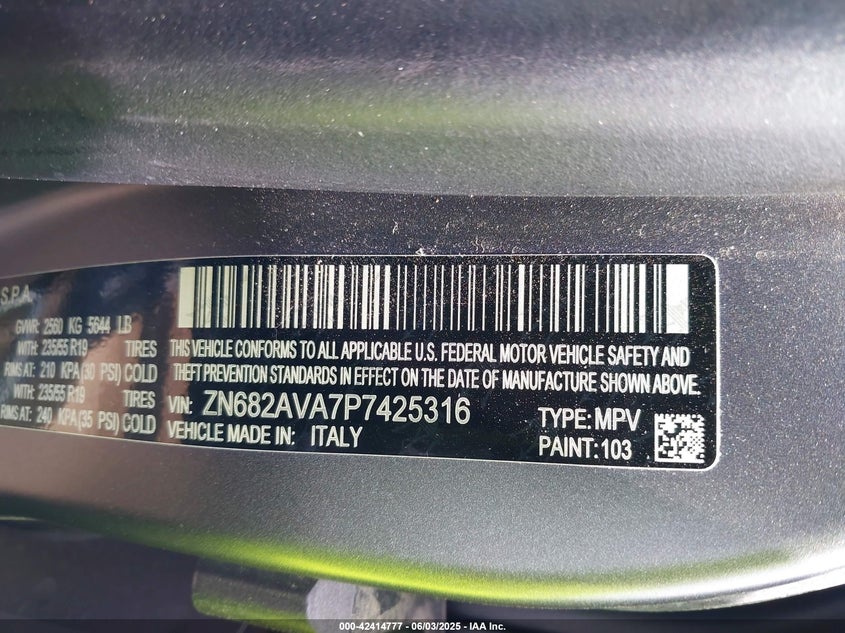 S.P.A.
GVWR: 2560 KG 5644 LB
WITH: 235/55 R19 TIRES
RIMS AT: 210 KPA (30 PSI) COLD
WITH: 235/55 R19 TIRES
RIMS AT: 240 KPA (35 PSI) COLD
THIS VEHICLE CONFORMS TO ALL APPLICABLE U.S. FEDERAL MOTOR VEHICLE SAFETY AND
THEFT PREVENTION STANDARDS IN EFFECT ON THE DATE OF MANUFACTURE SHOWN ABOVE.
VIN: ZN682AVA7P7425316
VEHICLE MADE IN: ITALY
TYPE: MPV
PAINT: 103
000-42414777 - 06/03/2025 - IAA Inc.